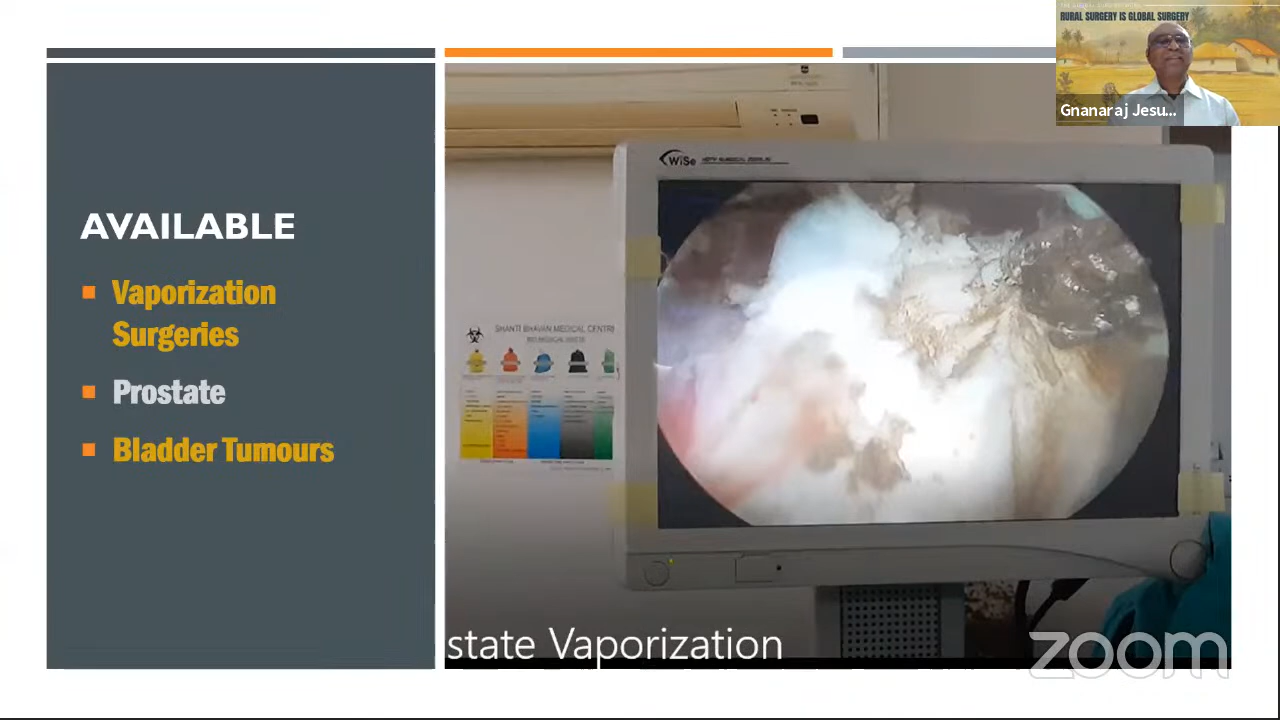 RURAL SURGERY IS GLOBAL SURGERY
Gnanaraj Jesu...
AVAILABLE
Vaporization
Surgeries
Prostate
Bladder Tumours
WiSe
SHANTI BHAVAN MEDICAL CENTRE
state Vaporization
zoom